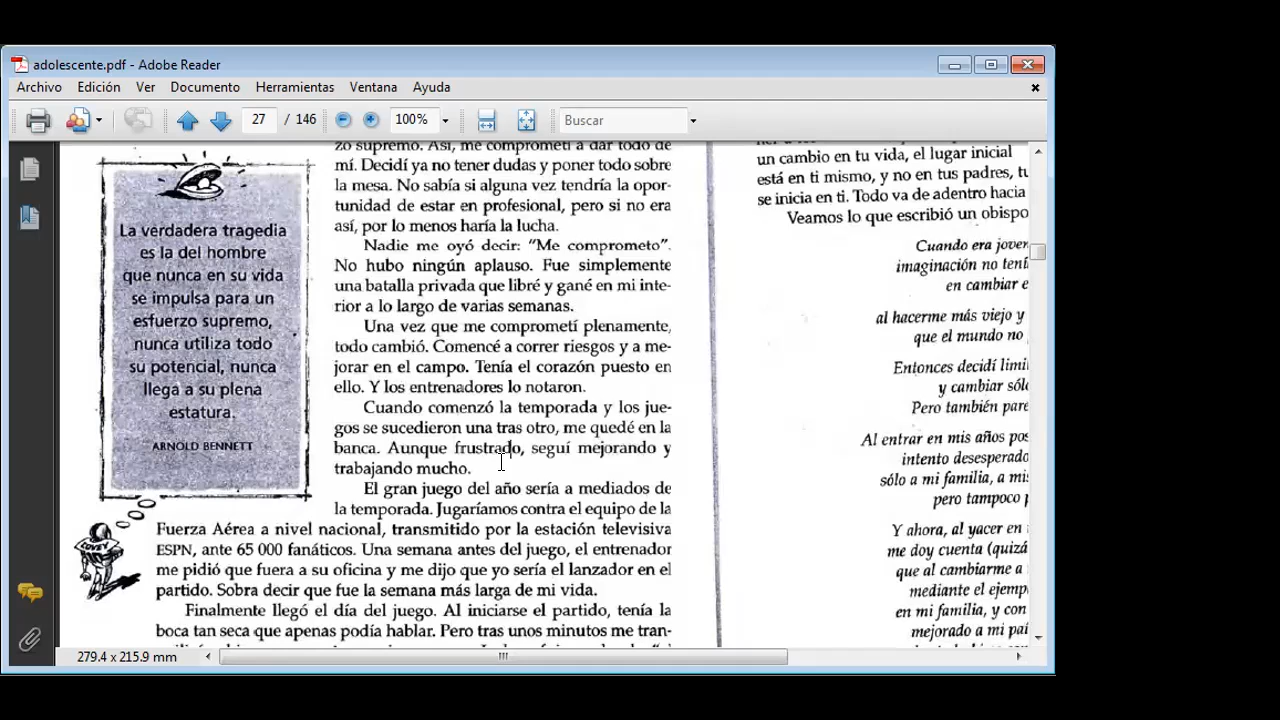 adolescente.pdf - Adobe Reader
Archivo Edición Ver Documento Herramientas Ventana Ayuda
27 / 146 100% Buscar
zo supremo. Así, me comprometí a dar todo de
mí. Decidí ya no tener dudas y poner todo sobre
la mesa. No sabía si alguna vez tendría la opor-
tunidad de estar en profesional, pero si no era
así, por lo menos haría la lucha.
Nadie me oyó decir: “Me comprometo”.
No hubo ningún aplauso. Fue simplemente
una batalla privada que libré y gané en mi inte-
rior a lo largo de varias semanas.
Una vez que me comprometí plenamente,
todo cambió. Comencé a correr riesgos y a me-
jorar en el campo. Tenía el corazón puesto en
ello. Y los entrenadores lo notaron.
Cuando comenzó la temporada y los jue-
gos se sucedieron una tras otro, me quedé en la
banca. Aunque frustrado, seguí mejorando y
trabajando mucho.
El gran juego del año sería a mediados de
la temporada. Jugaríamos contra el equipo de la
Fuerza Aérea a nivel nacional, transmitido por la estación televisiva
ESPN, ante 65 000 fanáticos. Una semana antes del juego, el entrenador
me pidió que fuera a su oficina y me dijo que yo sería el lanzador en el
partido. Sobra decir que fue la semana más larga de mi vida.
Finalmente llegó el día del juego. Al iniciarse el partido, tenía la
boca tan seca que apenas podía hablar. Pero tras unos minutos me tran-
La verdadera tragedia
es la del hombre
que nunca en su vida
se impulsa para un
esfuerzo supremo,
nunca utiliza todo
su potencial, nunca
llega a su plena
estatura.
ARNOLD BENNETT
COVEY
un cambio en tu vida, el lugar inicial
está en ti mismo, y no en tus padres, tu
se inicia en ti. Todo va de adentro hacia
Veamos lo que escribió un obispo
Cuando era joven
imaginación no tení
en cambiar e
al hacerme más viejo y
que el mundo no
Entonces decidí limi
y cambiar sól
Pero también pare
Al entrar en mis años pos
intento desesperado
sólo a mi familia, a mi
pero tampoco
Y ahora, al yacer en
me doy cuenta (quizá
que al cambiarme a
mediante el ejemp
en mi familia, y con
mejorado a mi paí
279.4 x 215.9 mm